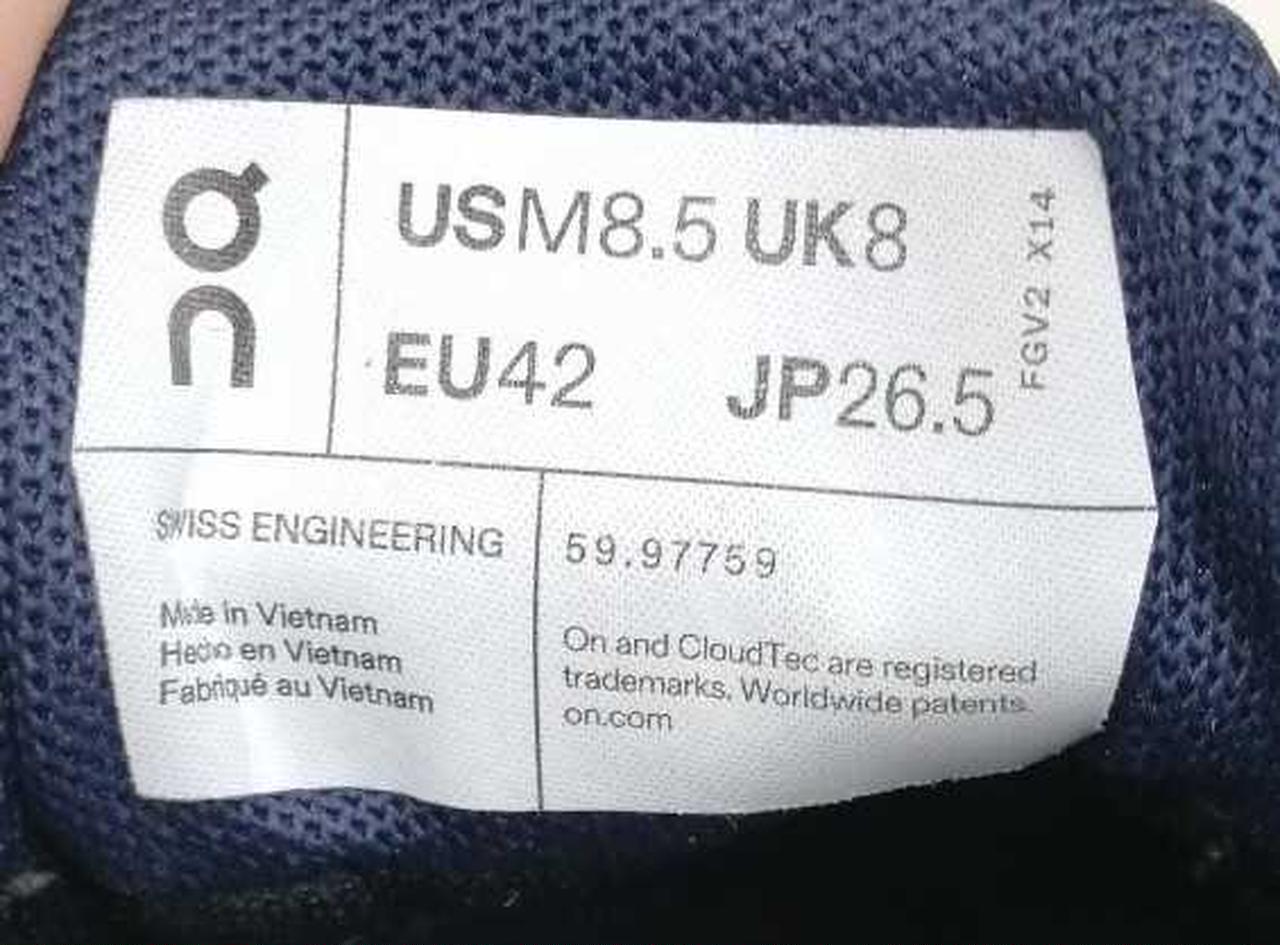 On
USM8.5 UK8
EU42 JP26.5
FGV2 X14
SWISS ENGINEERING
Made in Vietnam
Hecho en Vietnam
Fabriqué au Vietnam
59.97759
On and CloudTec are registered
trademarks. Worldwide patents.
on.com